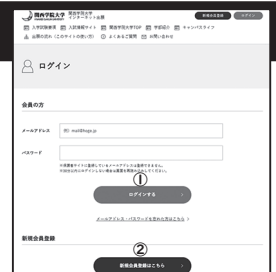 関西学院大学 関西学院大学
インターネット出願
新規会員登録 ログイン
入学試験要項 入試情報サイト 関西学院大学TOP 学部紹介 キャンパスライフ
出願の流れ（このサイトの使い方） よくあるご質問 お問い合わせ
ログイン
会員の方
メールアドレス 例）mail@kago.jp
パスワード
①
ログインする
メールアドレス・パスワードを忘れた方はこちら
新規会員登録
②
新規会員登録はこちら